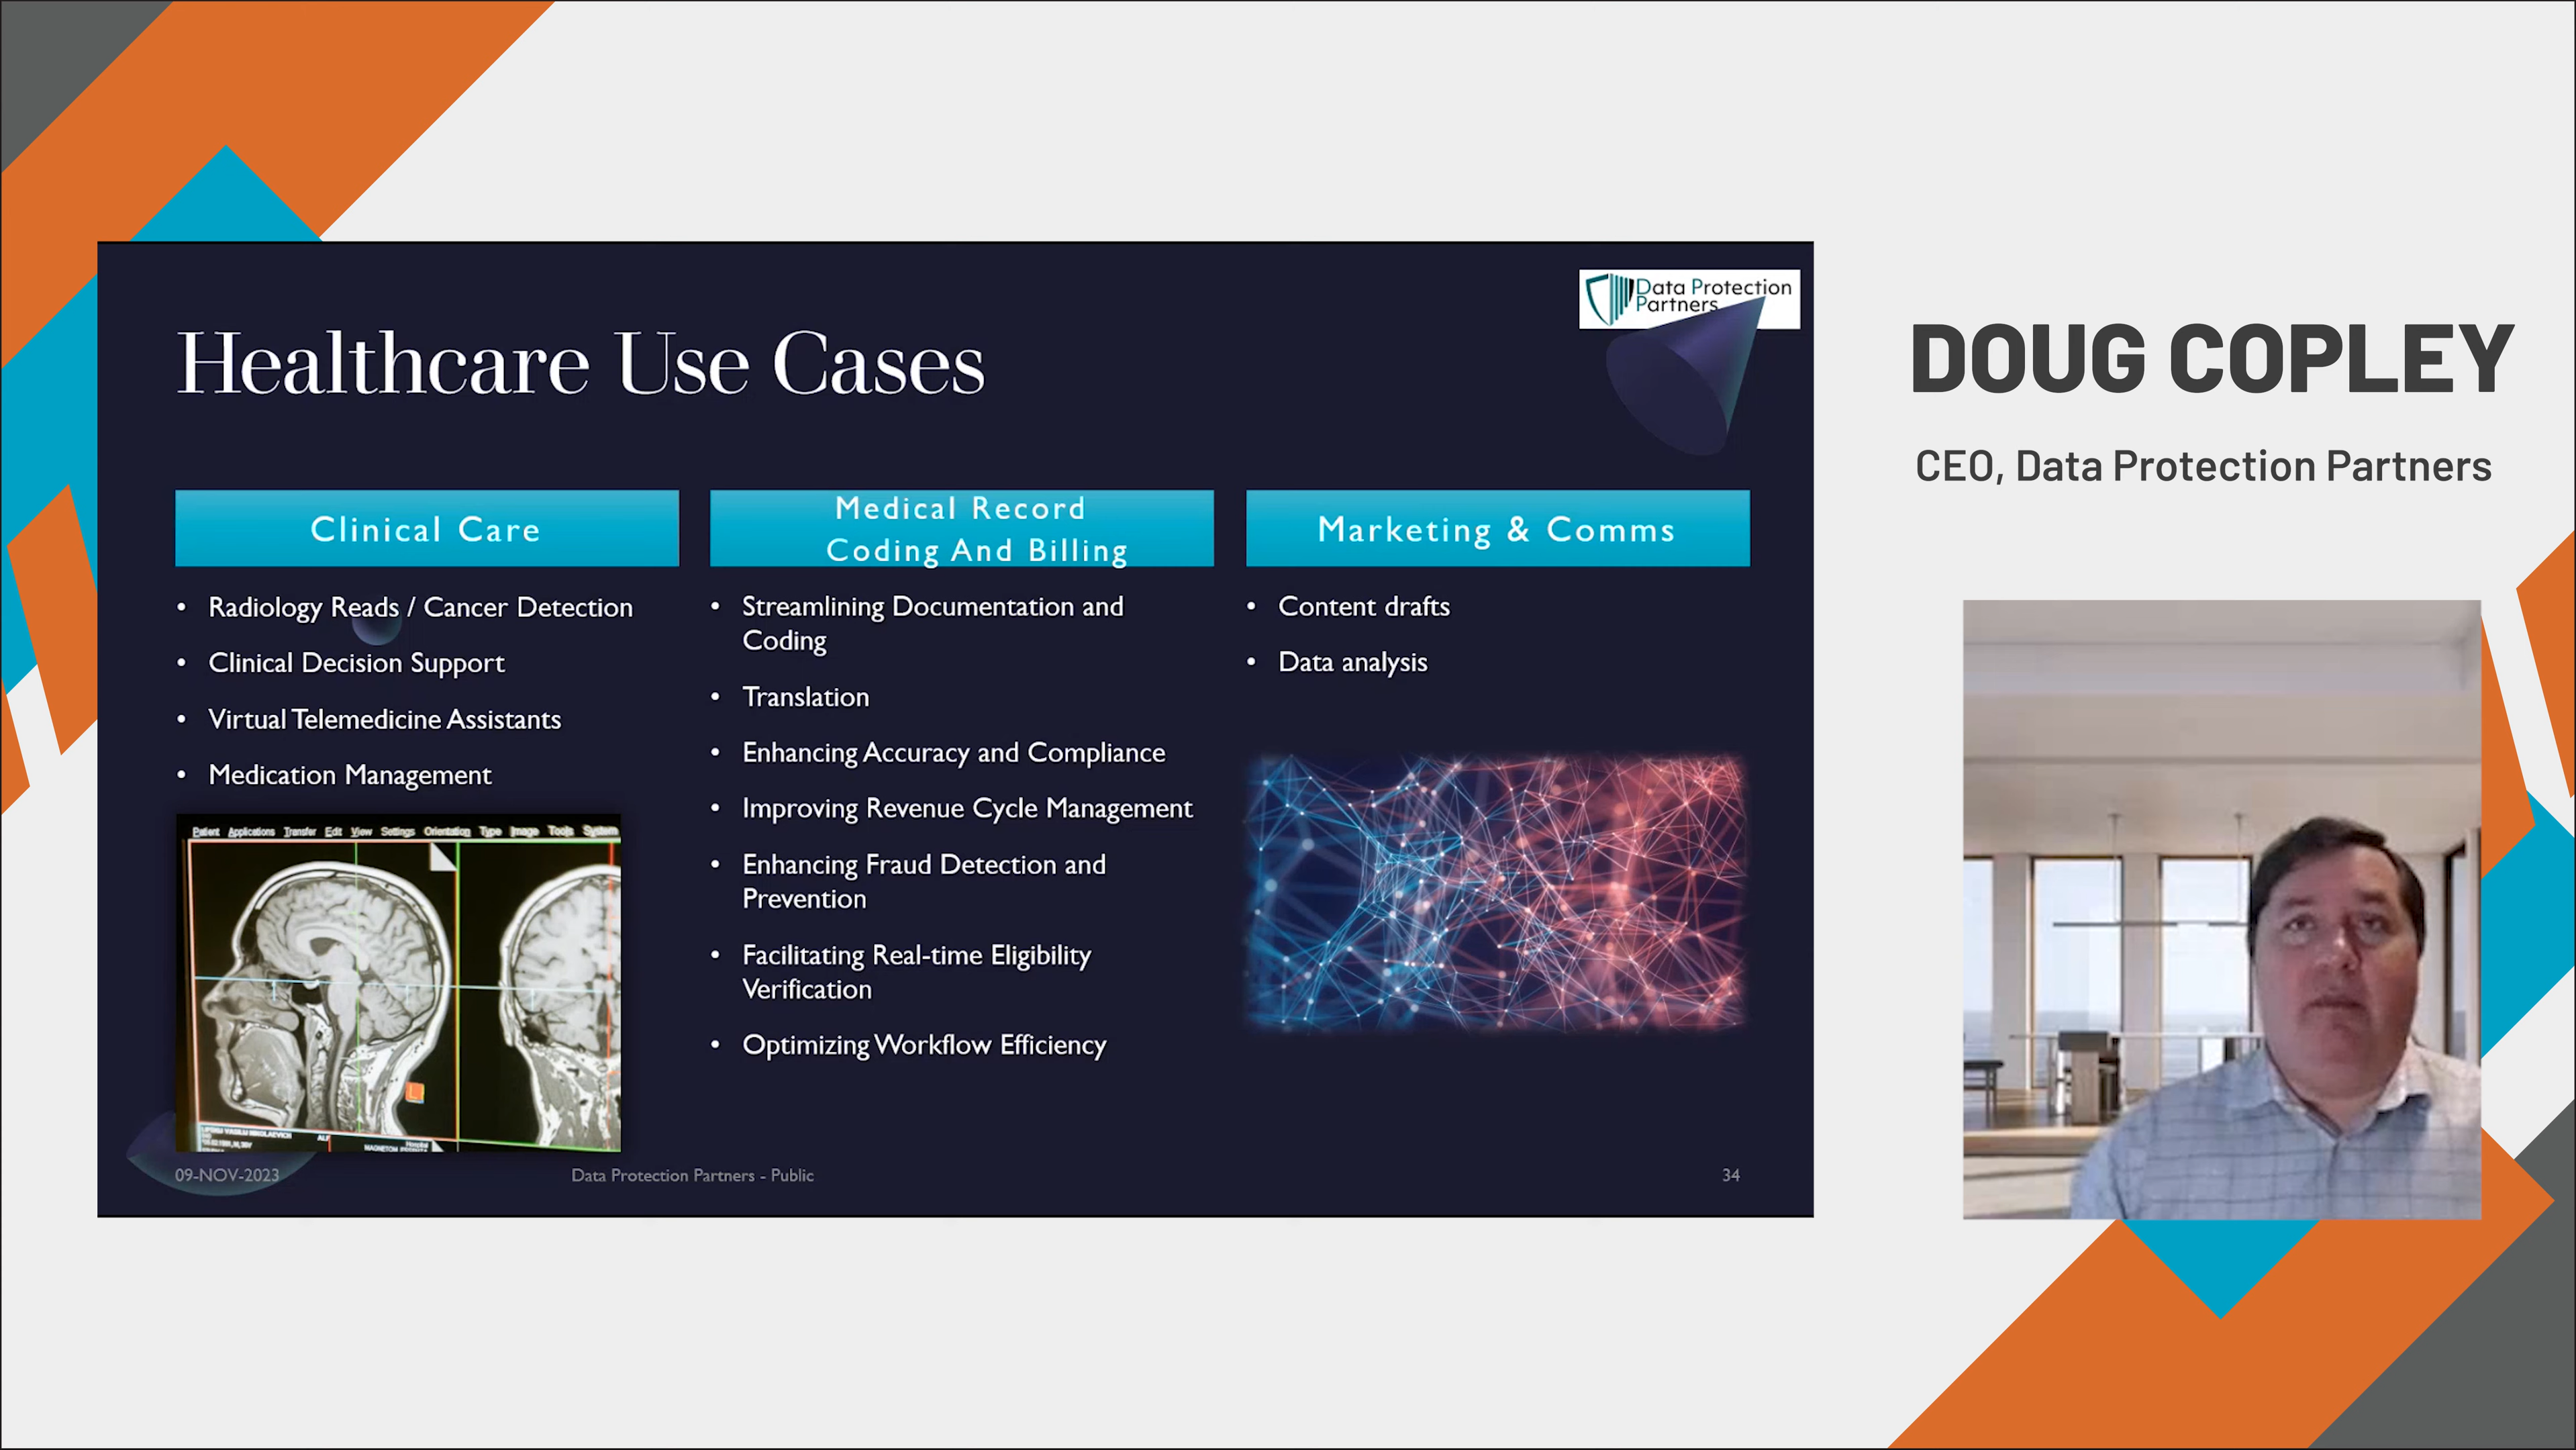 Data Protection
Partners
Healthcare Use Cases
Clinical Care
• Radiology Reads / Cancer Detection
• Clinical Decision Support
• Virtual Telemedicine Assistants
• Medication Management
Patient Applications Transfer Edit View Settings Orientation Type Image Tools System
Medical Record
Coding And Billing
• Streamlining Documentation and
Coding
• Translation
• Enhancing Accuracy and Compliance
• Improving Revenue Cycle Management
• Enhancing Fraud Detection and
Prevention
• Facilitating Real-time Eligibility
Verification
• Optimizing Workflow Efficiency
Marketing & Comms
• Content drafts
• Data analysis
09-NOV-2023
Data Protection Partners - Public
34
DOUG COPLEY
CEO, Data Protection Partners